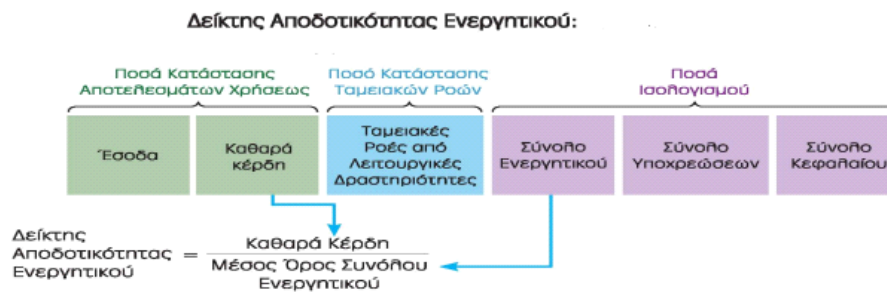 Δείκτης Αποδοτικότητας Ενεργητικού:
Ποσά Κατάστασης
Αποτελεσμάτων Χρήσεως
Ποσό Κατάστασης
Ταμειακών Ροών
Ποσά
Ισολογισμού
Έσοδα
Καθαρά
κέρδη
Ταμειακές
Ροές από
Λειτουργικές
Δραστηριότητες
Σύνολο
Ενεργητικού
Σύνολο
Υποχρεώσεων
Σύνολο
Κεφαλαίου
Δείκτης
Αποδοτικότητας
Ενεργητικού
=
Καθαρά Κέρδη
Μέσος Όρος Συνόλου
Ενεργητικού